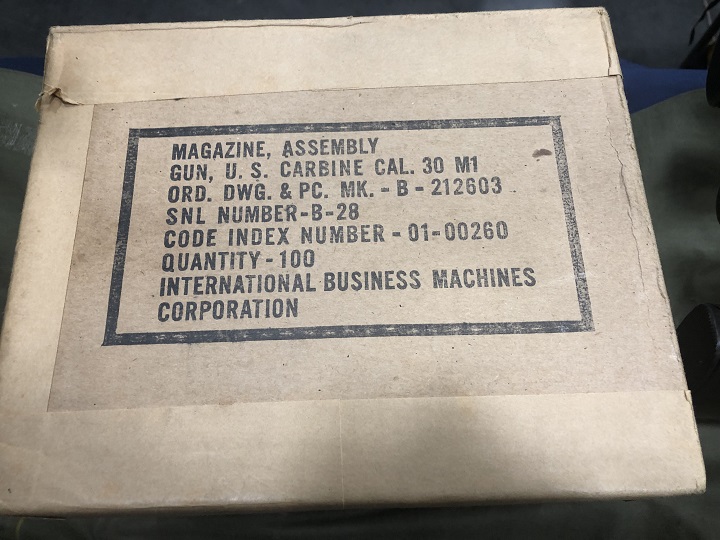 MAGAZINE, ASSEMBLY
GUN, U. S. CARBINE CAL. 30 M1
ORD. DWG. & PC. MK. - B - 212603
SNL NUMBER-B-28
CODE INDEX NUMBER - 01-00260
QUANTITY - 100
INTERNATIONAL BUSINESS MACHINES
CORPORATION